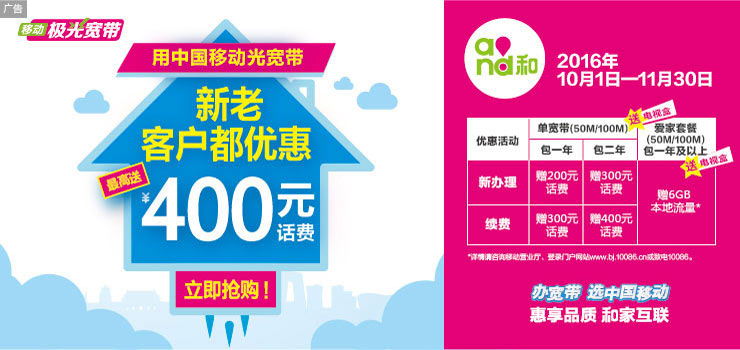 广告
移动 极光宽带
用中国移动光宽带
新老
客户都优惠
最高送
¥400元
话费
立即抢购!
and和
2016年
10月1日—11月30日
优惠活动
单宽带(50M/100M)
送 电视盒
包一年
包二年
爱家套餐
(50M/100M)
包一年及以上
送 电视盒
新办理
赠200元
话费
赠300元
话费
赠6GB
本地流量*
续费
赠300元
话费
赠400元
话费
*详情请咨询移动营业厅、登录门户网站www.bj.10086.cn或致电10086。
办宽带 选中国移动
惠享品质 和家互联